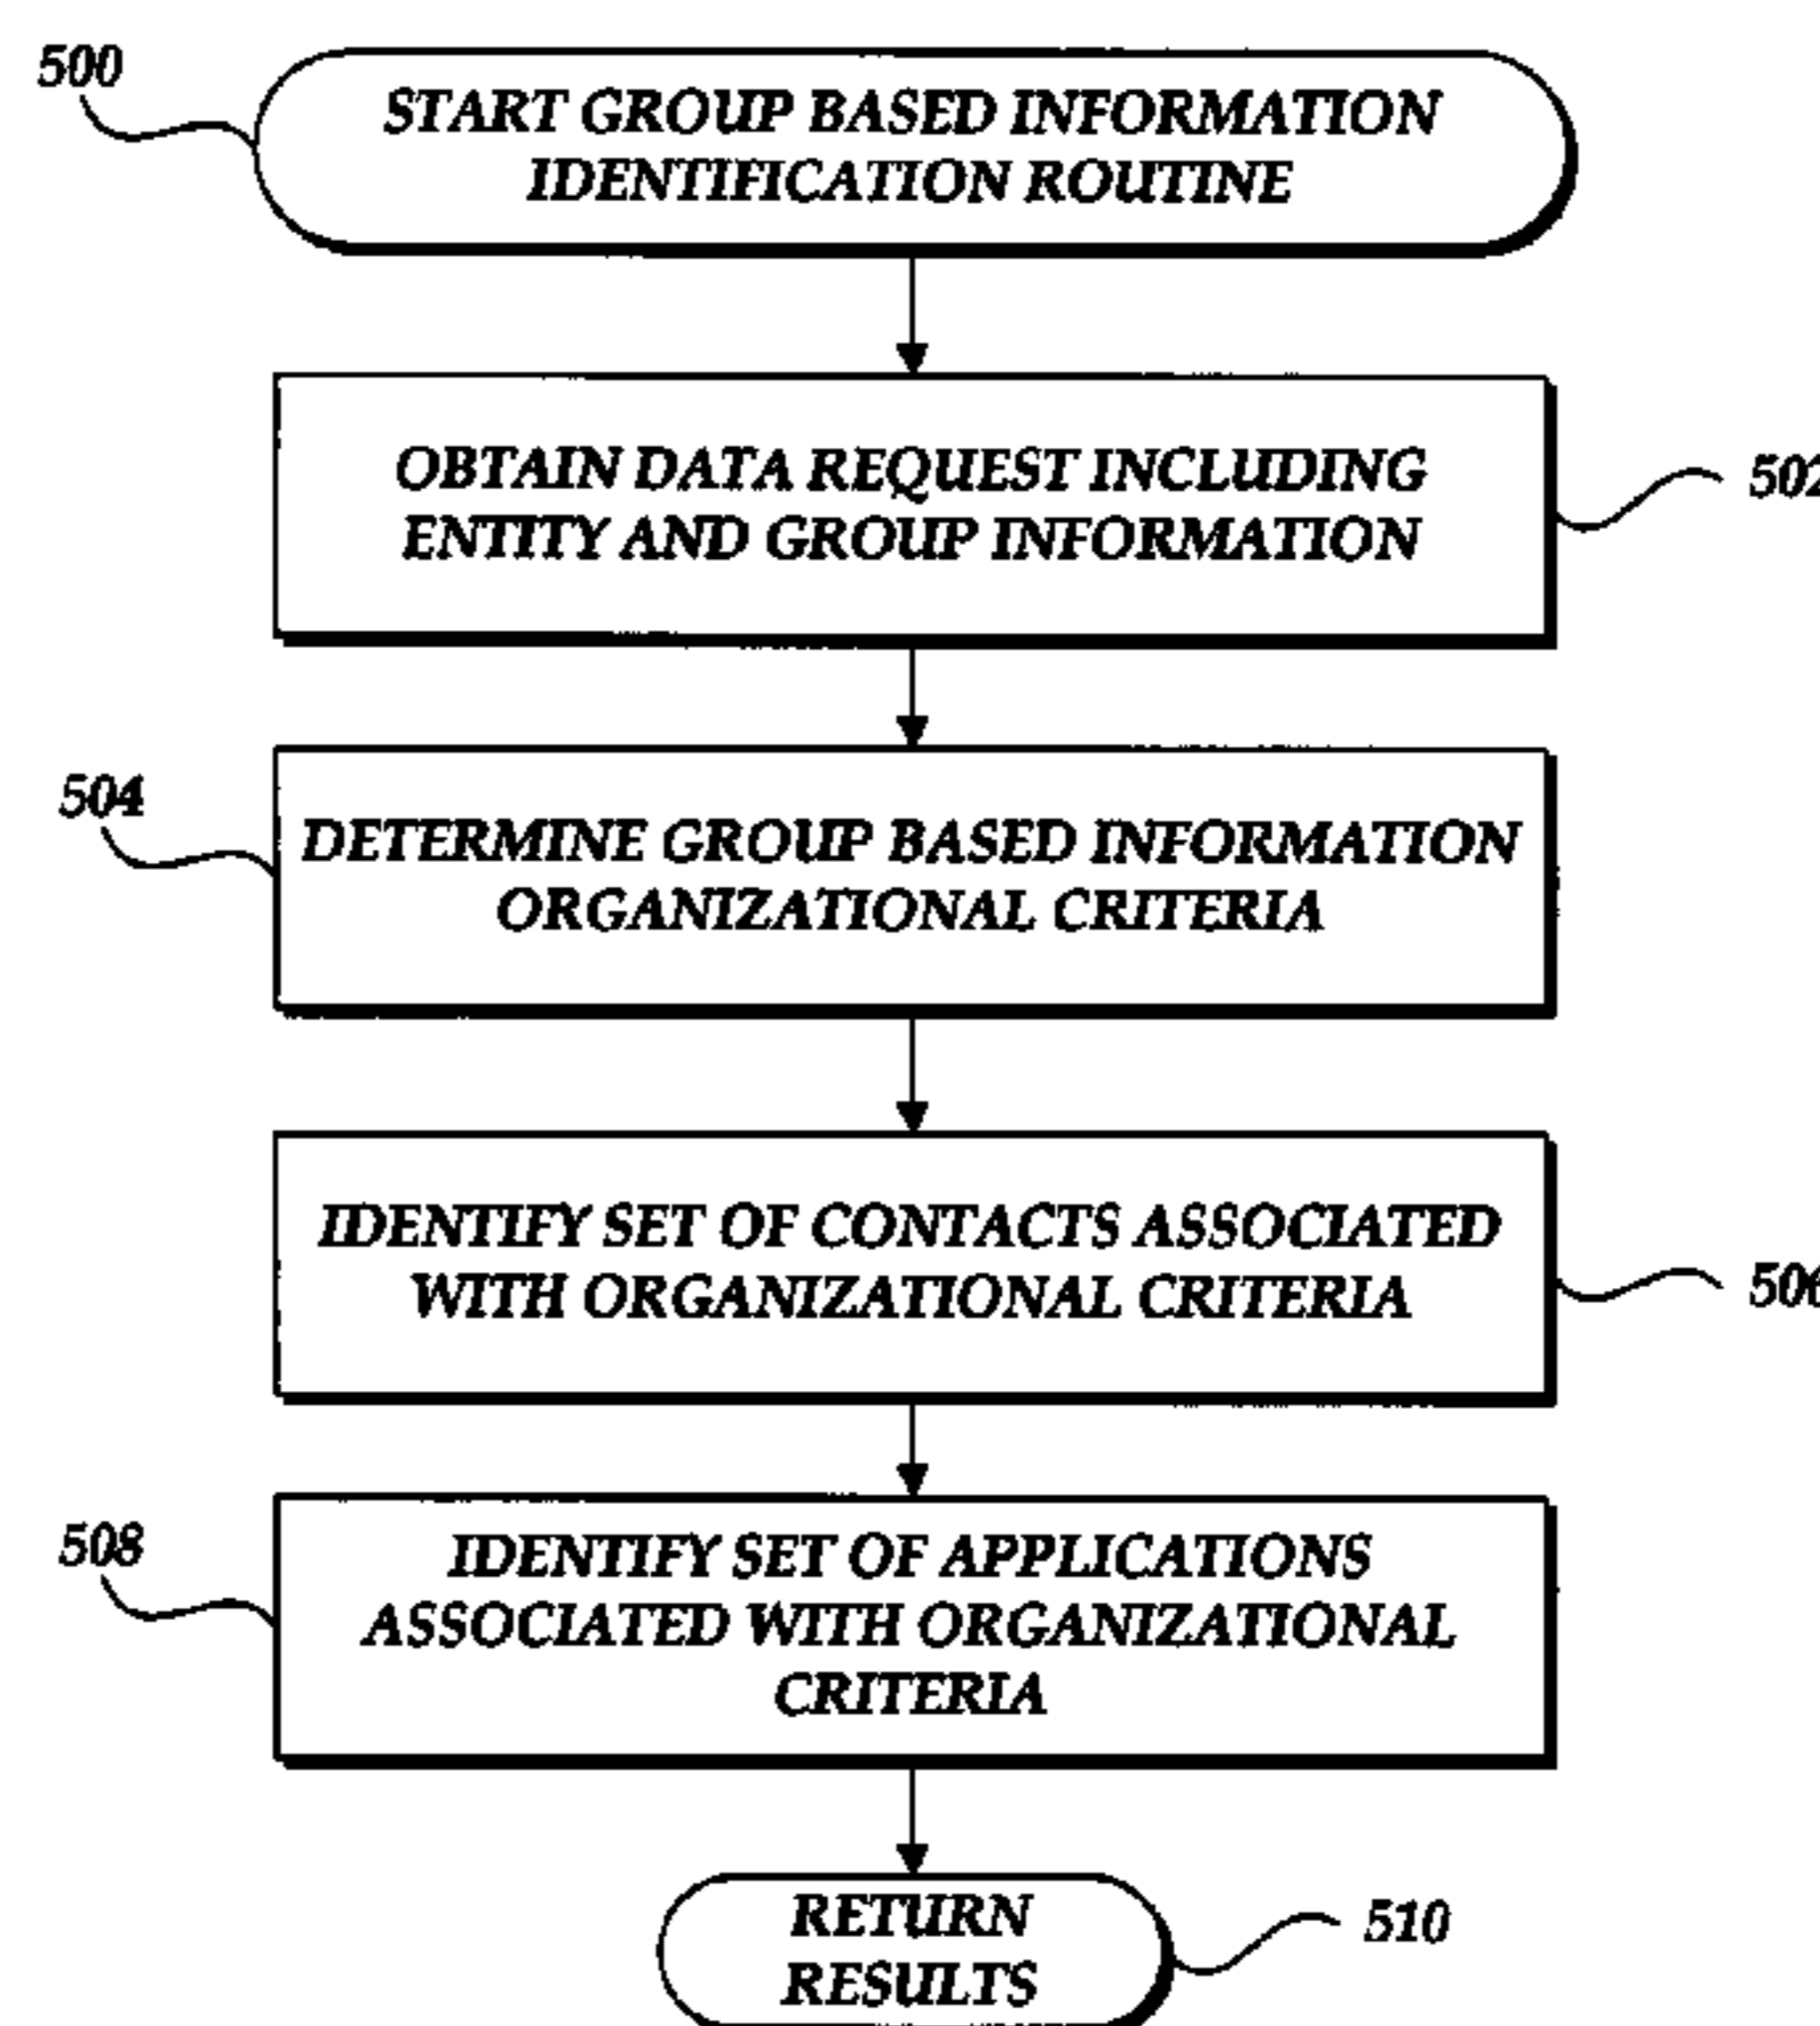 500
START GROUP BASED INFORMATION
IDENTIFICATION ROUTINE
OBTAIN DATA REQUEST INCLUDING
ENTITY AND GROUP INFORMATION
502
504
DETERMINE GROUP BASED INFORMATION
ORGANIZATIONAL CRITERIA
IDENTIFY SET OF CONTACTS ASSOCIATED
WITH ORGANIZATIONAL CRITERIA
506
508
IDENTIFY SET OF APPLICATIONS
ASSOCIATED WITH ORGANIZATIONAL
CRITERIA
RETURN
RESULTS
510